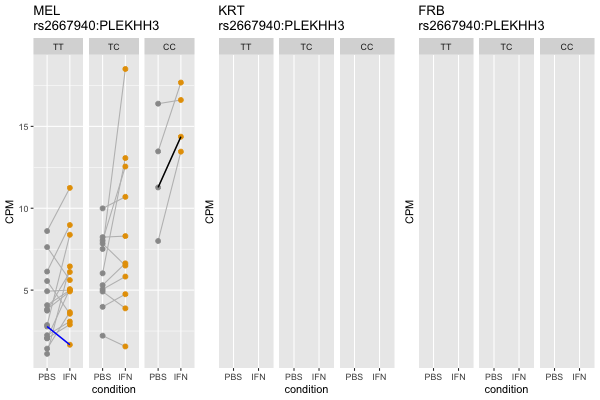 MEL
rs2667940:PLEKHH3
KRT
rs2667940:PLEKHH3
FRB
rs2667940:PLEKHH3
TT TC CC
TT TC CC
TT TC CC
CPM
15
10
5
CPM
CPM
PBS IFN PBS IFN PBS IFN
PBS IFN PBS IFN PBS IFN
PBS IFN PBS IFN PBS IFN
condition
condition
condition